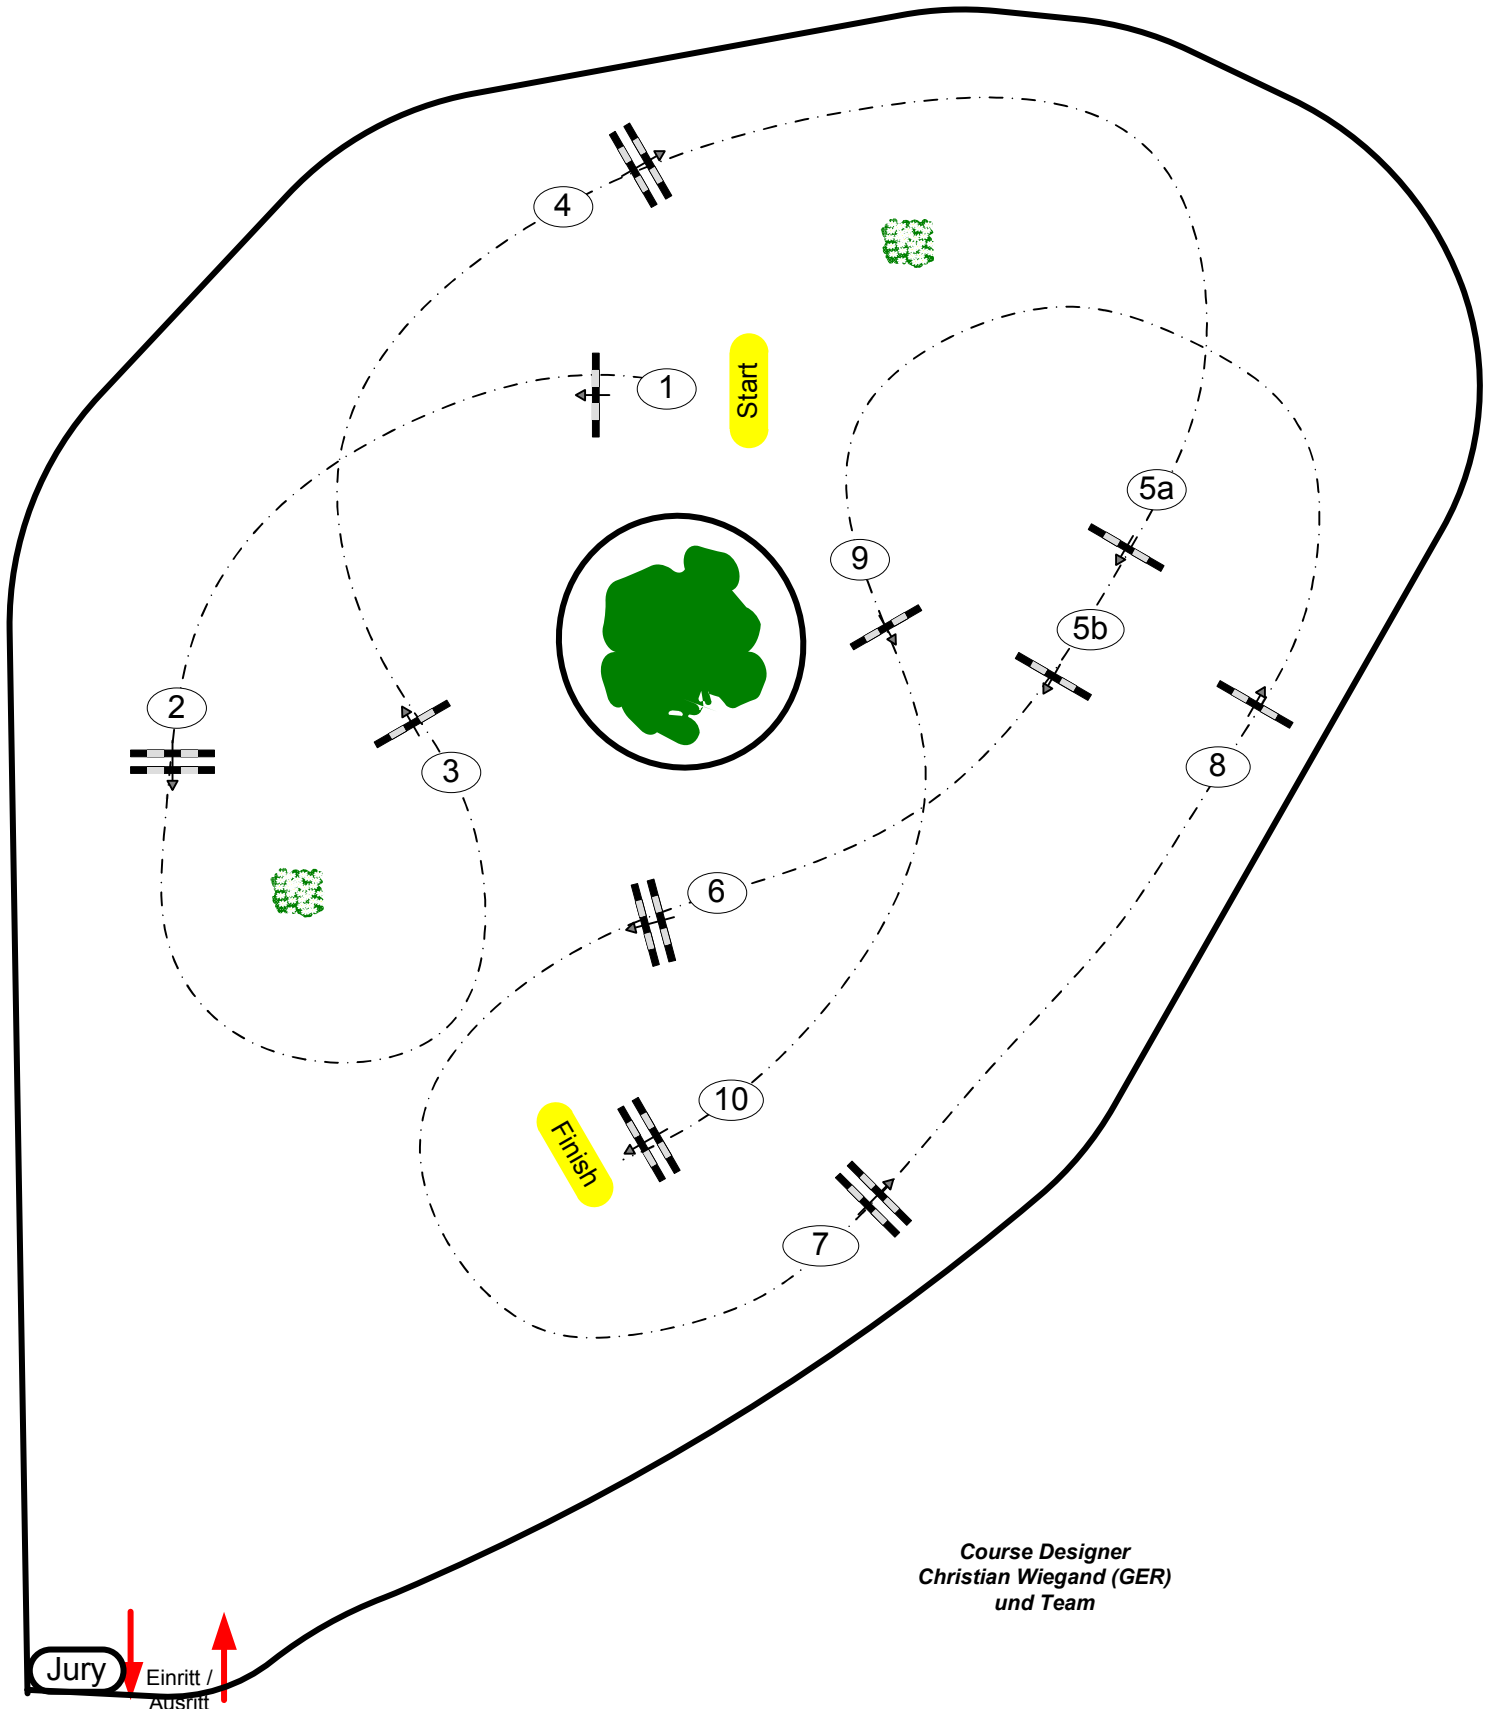 4
1
Start
5a
9
5b
2
3
8
6
10
Finish
7
Course Designer
Christian Wiegand (GER)
und Team
Jury
Einritt /
Ausritt